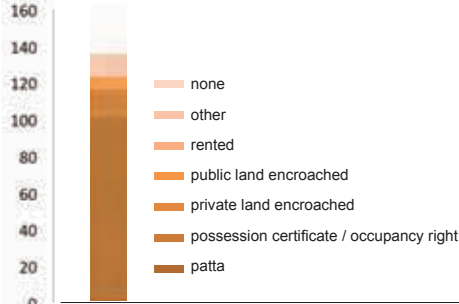 160
140
120
100
80
60
40
20
0
none
other
rented
public land encroached
private land encroached
possession certificate / occupancy right
patta